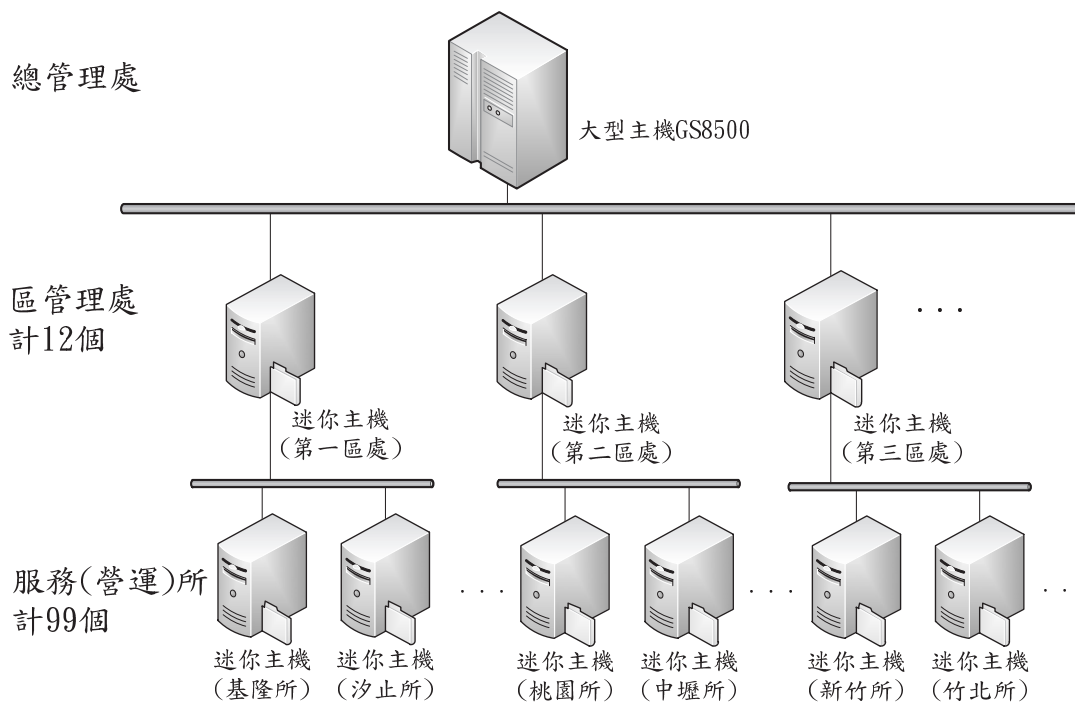 總管理處
大型主機GS8500
區管理處
計12個
. . .
迷你主機
(第一區處)
迷你主機
(第二區處)
迷你主機
(第三區處)
服務(營運)所
計99個
. . .
. . .
. .
迷你主機
(基隆所)
迷你主機
(汐止所)
迷你主機
(桃園所)
迷你主機
(中壢所)
迷你主機
(新竹所)
迷你主機
(竹北所)